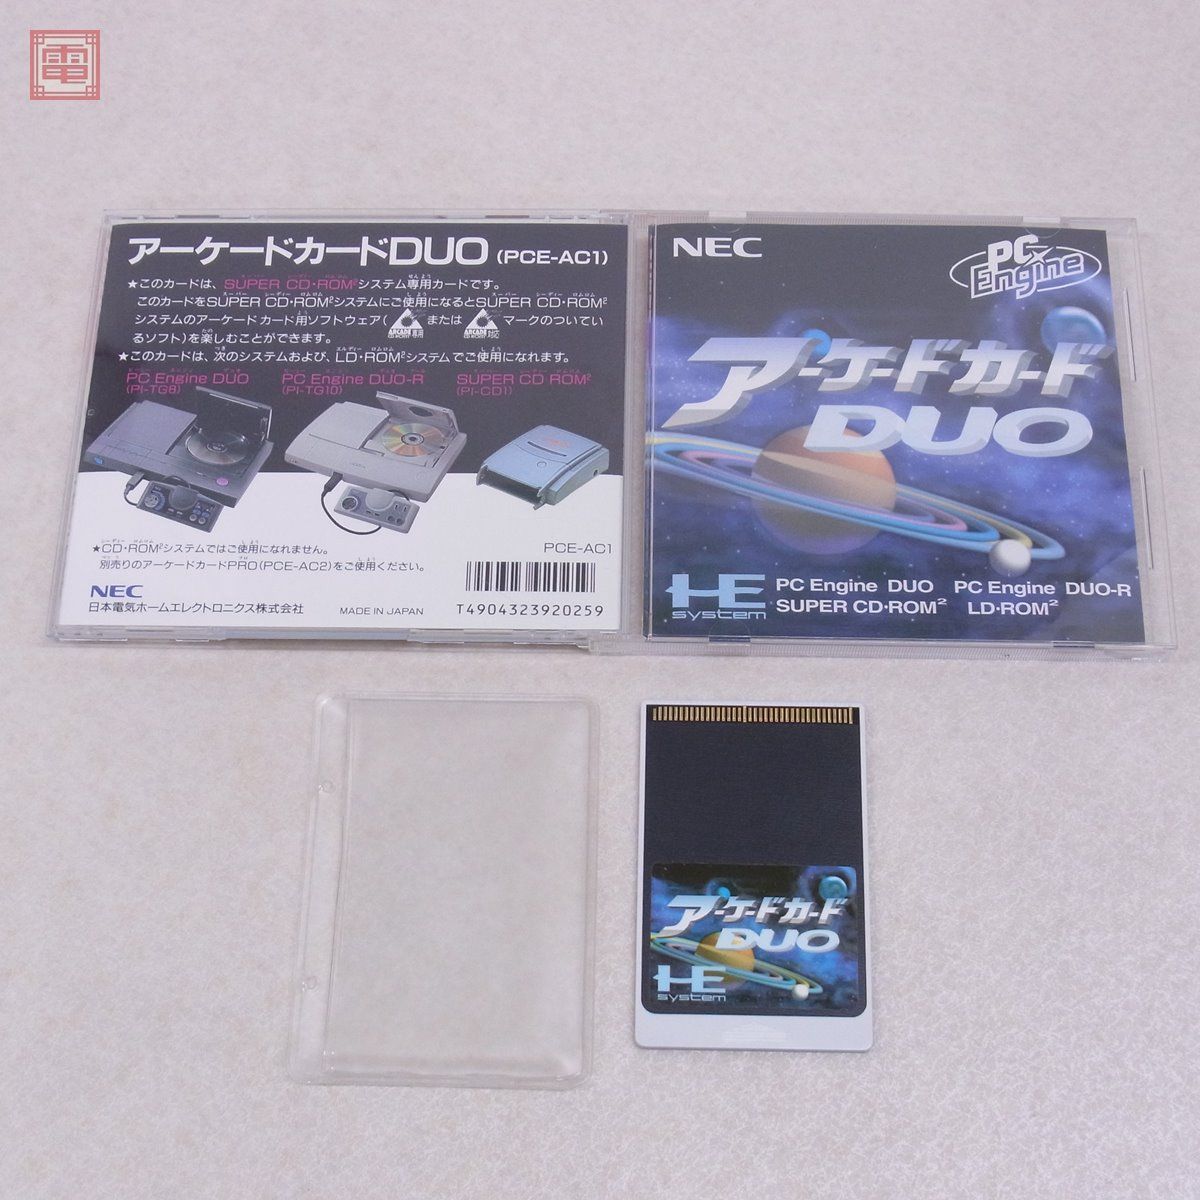 電
アーケードカードDUO (PCE-AC1)
★このカードは、SUPER CD・ROM²システム専用カードです。
このカードをSUPER CD・ROM²システムにご使用になるとSUPER CD・ROM²
システムのアーケードカード用ソフトウェア( ARCADE 専用 または ARCADE 対応 マークのついてい
るソフト)を楽しむことができます。
★このカードは、次のシステムおよび、LD・ROM²システムでご使用になれます。
PC Engine DUO
(PI-TG8)
PC Engine DUO-R
(PI-TG10)
SUPER CD ROM²
(PI-CD1)
★CD・ROM²システムではご使用になれません。
別売りのアーケードカードPRO(PCE-AC2)をご使用ください。
PCE-AC1
NEC
日本電気ホームエレクトロニクス株式会社
MADE IN JAPAN
T4904323920259
NEC
PC Engine
アーケードカード
DUO
HE
system
PC Engine DUO PC Engine DUO-R
SUPER CD・ROM² LD・ROM²
アーケードカード
DUO
HE
system